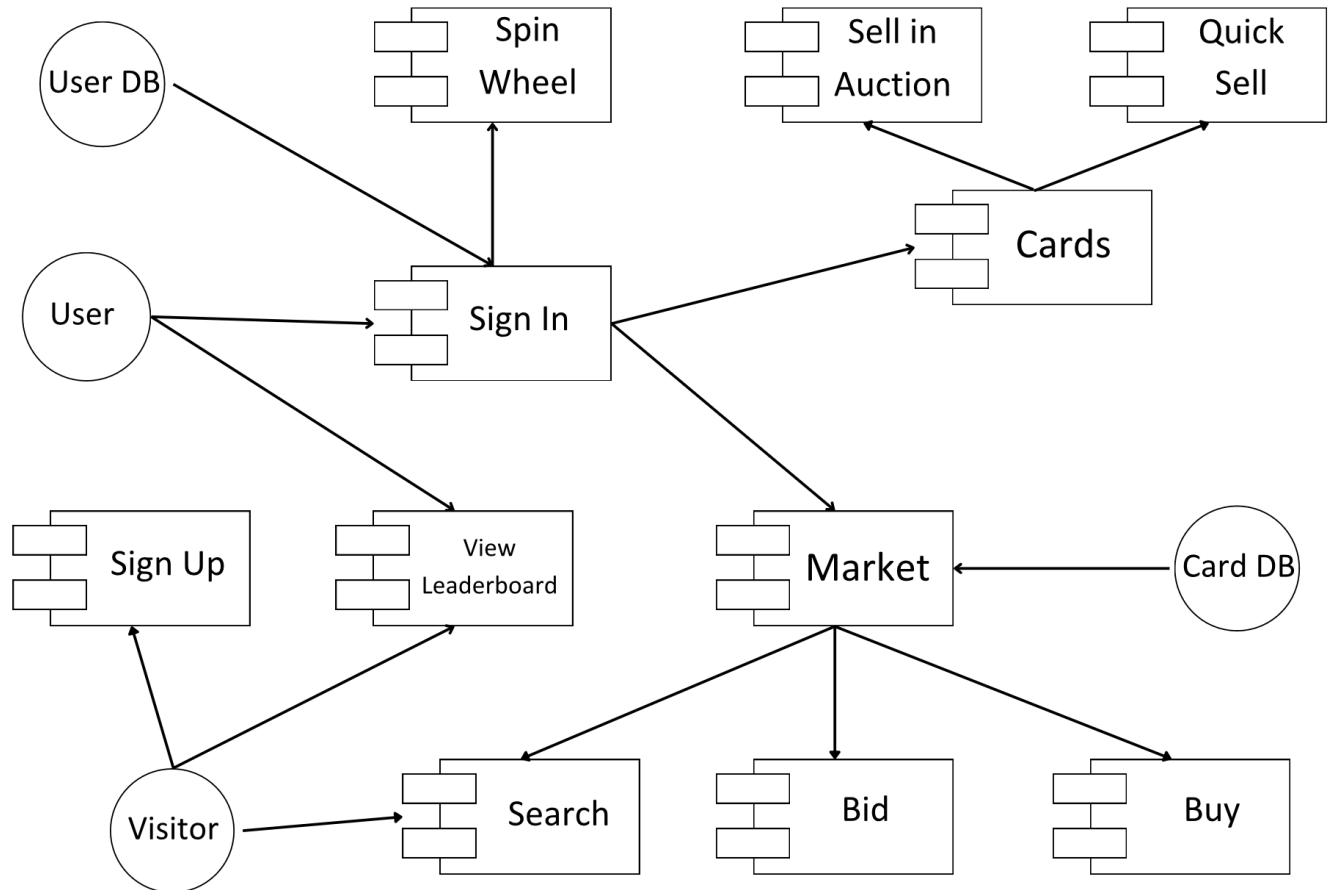 Spin
Wheel
Sell in
Auction
Quick
Sell
User DB
Cards
User
Sign In
Sign Up
View
Leaderboard
Market
Card DB
Visitor
Search
Bid
Buy